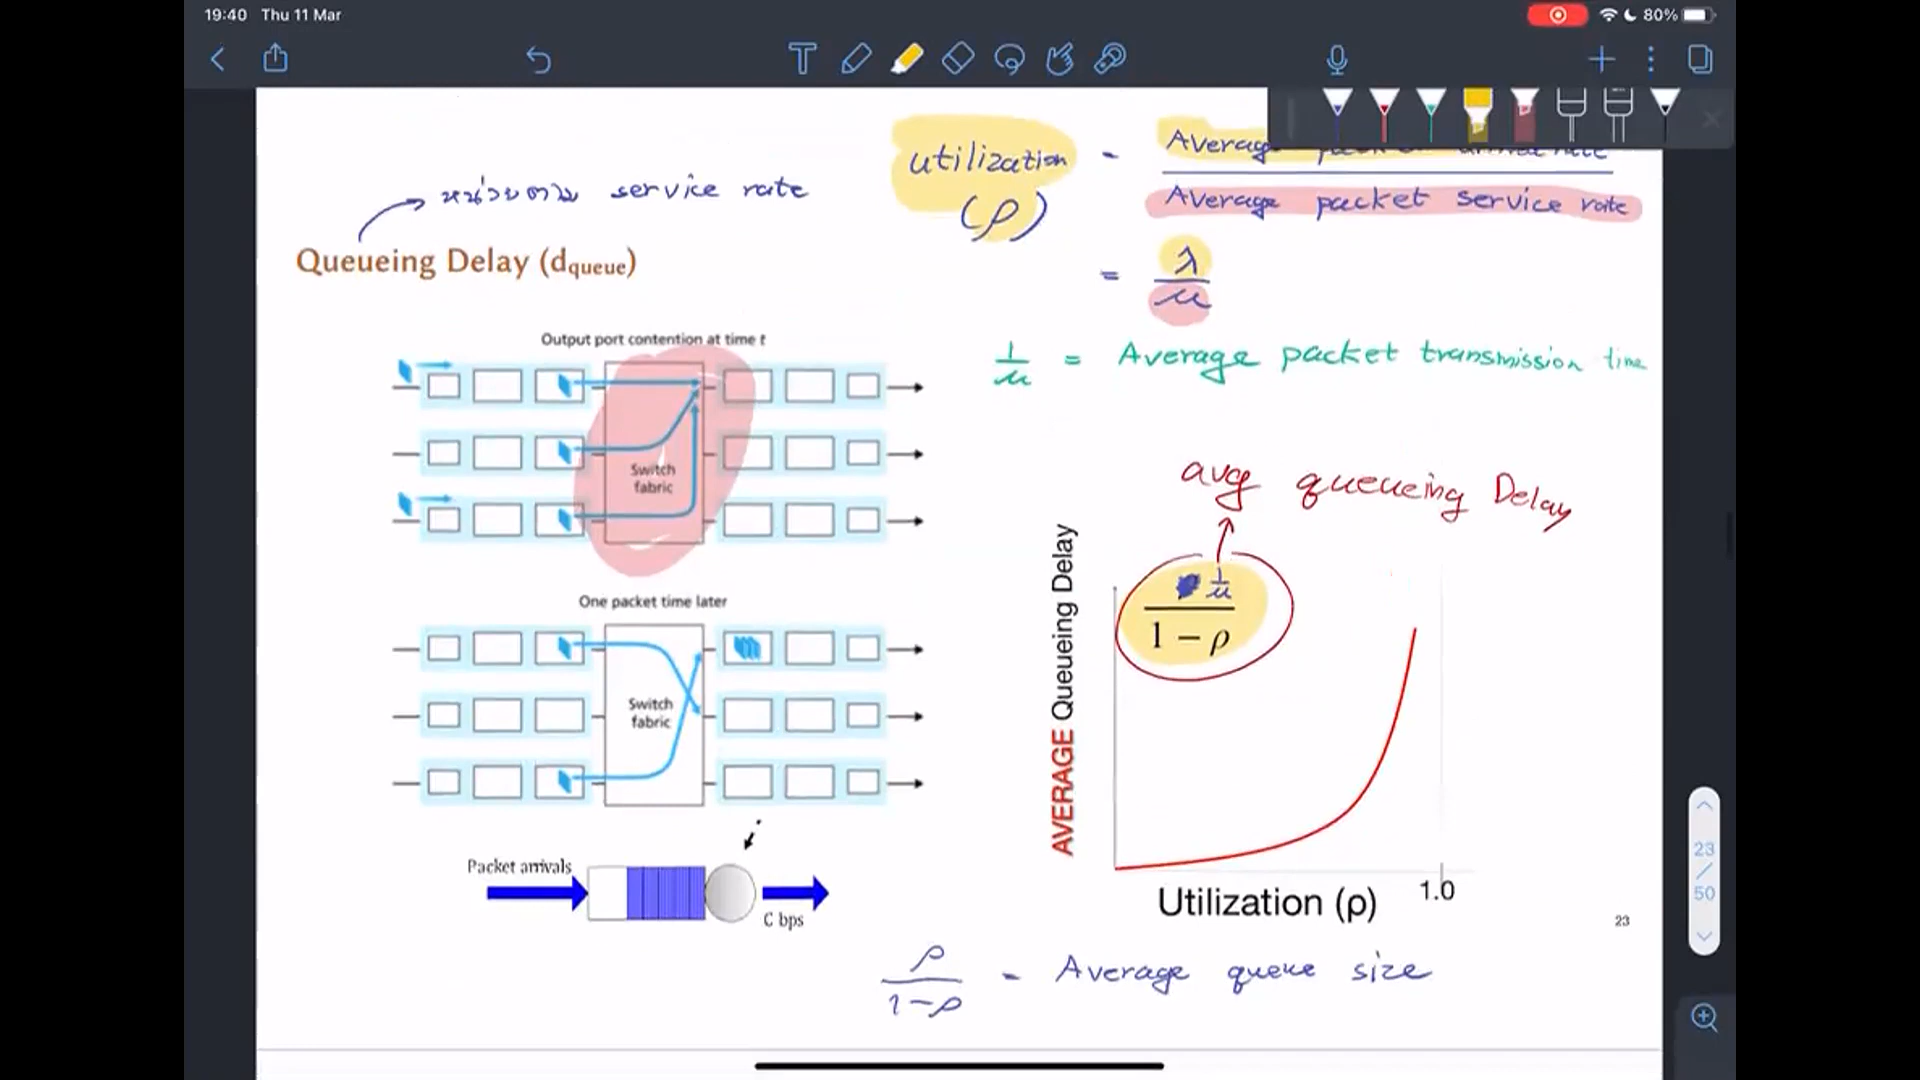 19:40 Thu 11 Mar
80%
utilization = Average packet arrival rate
(ρ) Average packet service rate
หน่วยตาม service rate
= λ
μ
Queueing Delay (dqueue)
1 = Average packet transmission time
μ
Output port contention at time t
Switch
fabric
One packet time later
Switch
fabric
Packet arrivals
C bps
avg queueing Delay
1
μ
1 − ρ
AVERAGE Queueing Delay
Utilization (ρ)
1.0
23
ρ = Average queue size
1-ρ
23
/
50